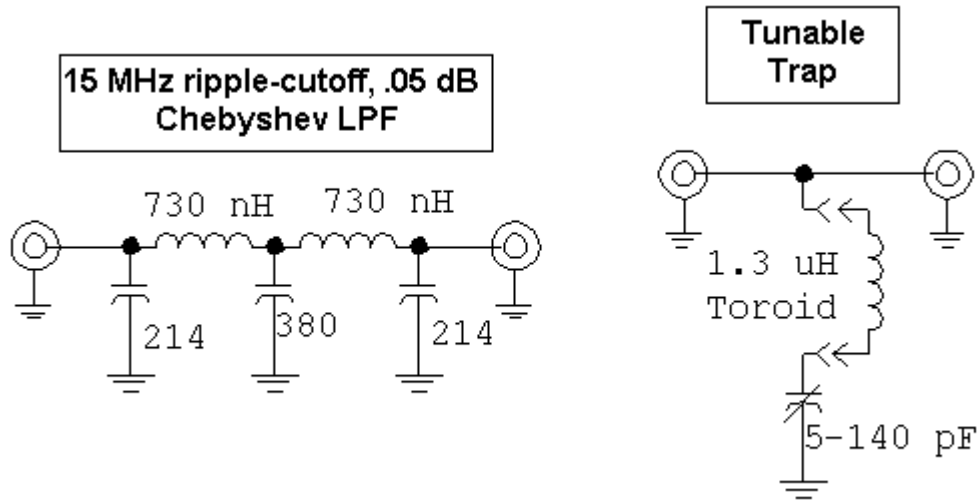 15 MHz ripple-cutoff, .05 dB
Chebyshev LPF
730 nH
730 nH
214
380
214
Tunable
Trap
1.3 uH
Toroid
5-140 pF